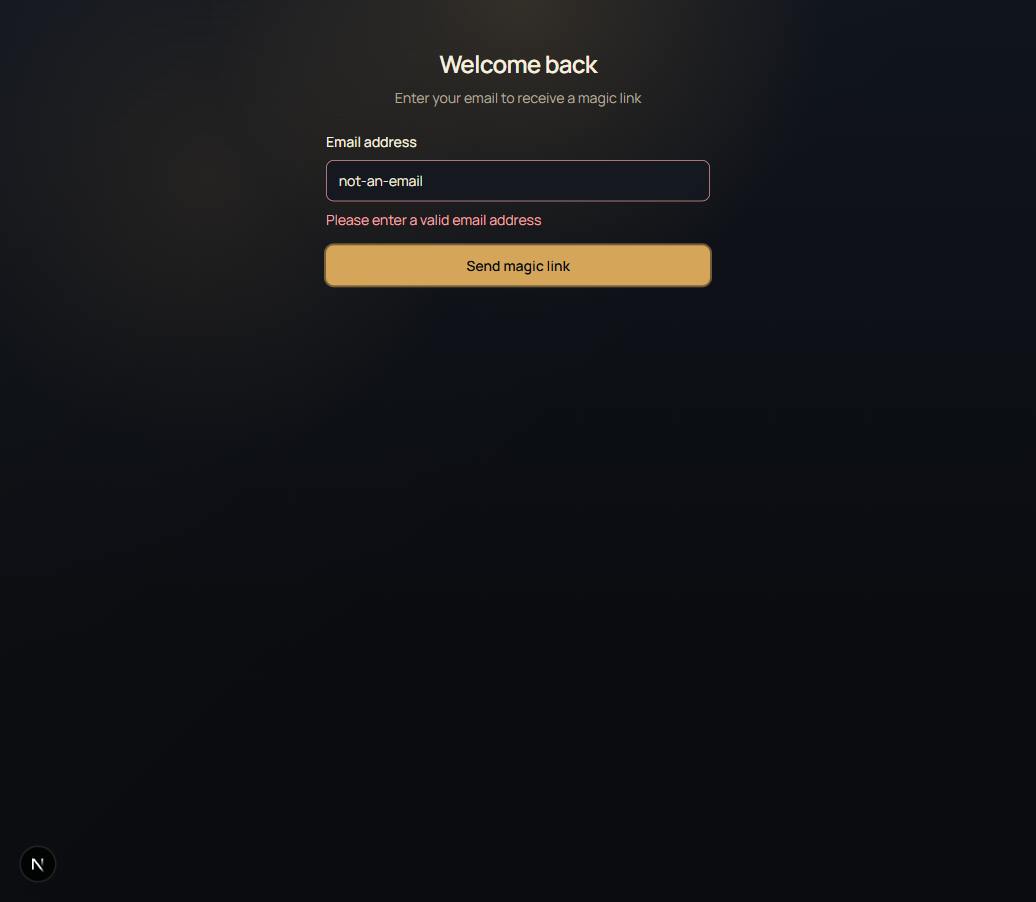 Welcome back
Enter your email to receive a magic link
Email address
not-an-email
Please enter a valid email address
Send magic link
N